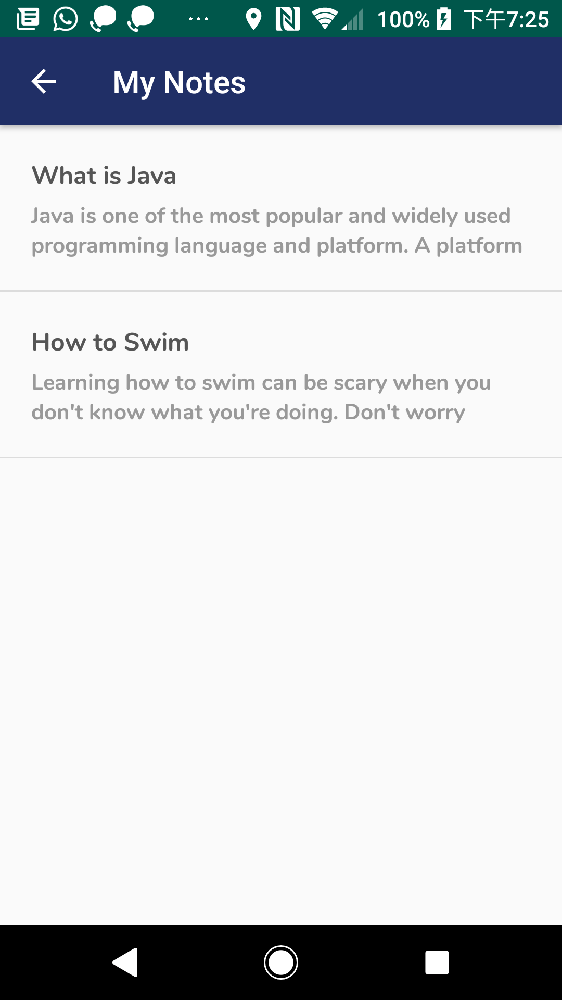 100% 下午7:25
My Notes
What is Java
Java is one of the most popular and widely used
programming language and platform. A platform
How to Swim
Learning how to swim can be scary when you
don't know what you're doing. Don't worry